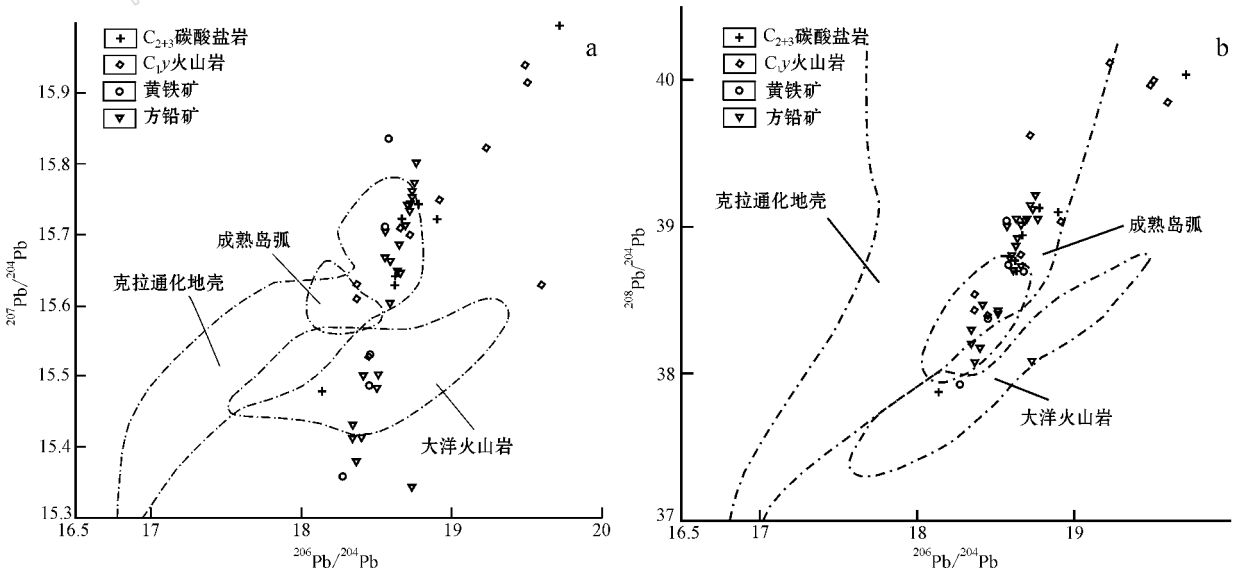 a
C₂₊₃碳酸盐岩
C₁y火山岩
黄铁矿
方铅矿
成熟岛弧
克拉通化地壳
大洋火山岩
15.9
15.8
15.7
15.6
15.5
15.4
15.3
²⁰⁷Pb/²⁰⁴Pb
16.5
17
18
19
20
²⁰⁶Pb/²⁰⁴Pb
b
C₂₊₃碳酸盐岩
C₁y火山岩
黄铁矿
方铅矿
克拉通化地壳
成熟岛弧
大洋火山岩
40
39
38
37
²⁰⁸Pb/²⁰⁴Pb
16.5
17
18
19
²⁰⁶Pb/²⁰⁴Pb